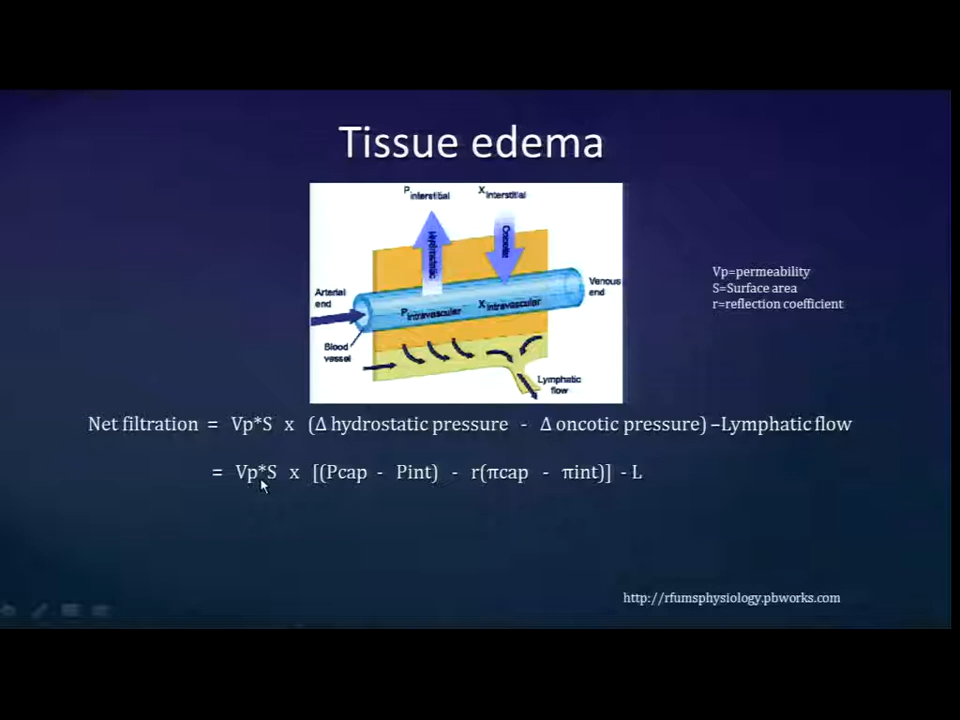 Tissue edema
P interstitial X interstitial
Hydrostatic Oncotic
Arterial
end
Venous
end
P intravascular X intravascular
Blood
vessel
Lymphatic
flow
Vp=permeability
S=Surface area
r=reflection coefficient
Net filtration = Vp*S x (Δ hydrostatic pressure - Δ oncotic pressure) –Lymphatic flow
= Vp*S x [(Pcap - Pint) - r(πcap - πint)] - L
http://rfumsphysiology.pbworks.com